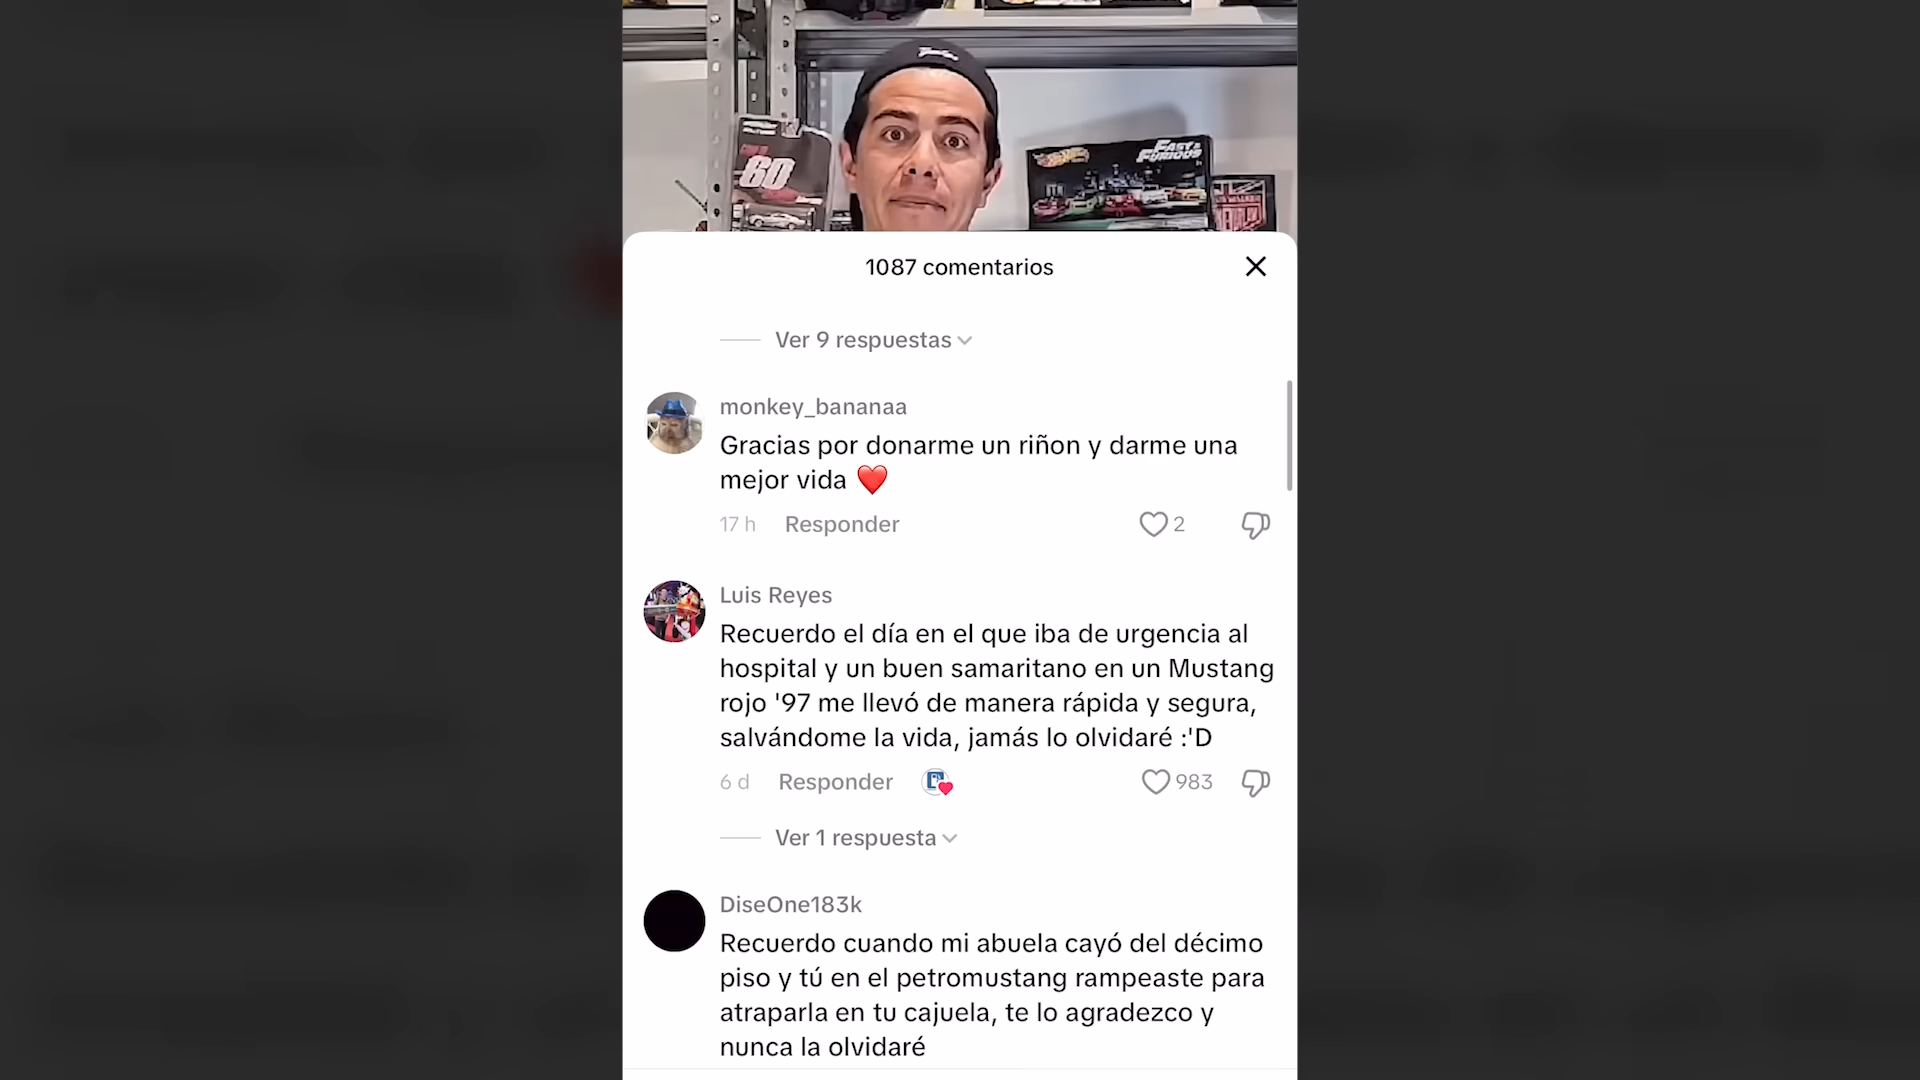 60
FAST &
FURIOUS
1087 comentarios
Ver 9 respuestas
monkey_bananaa
Gracias por donarme un riñon y darme una
mejor vida ❤️
17 h Responder 2
Luis Reyes
Recuerdo el día en el que iba de urgencia al
hospital y un buen samaritano en un Mustang
rojo '97 me llevó de manera rápida y segura,
salvándome la vida, jamás lo olvidaré :'D
6 d Responder 983
Ver 1 respuesta
DiseOne183k
Recuerdo cuando mi abuela cayó del décimo
piso y tú en el petromustang rampeaste para
atraparla en tu cajuela, te lo agradezco y
nunca la olvidaré